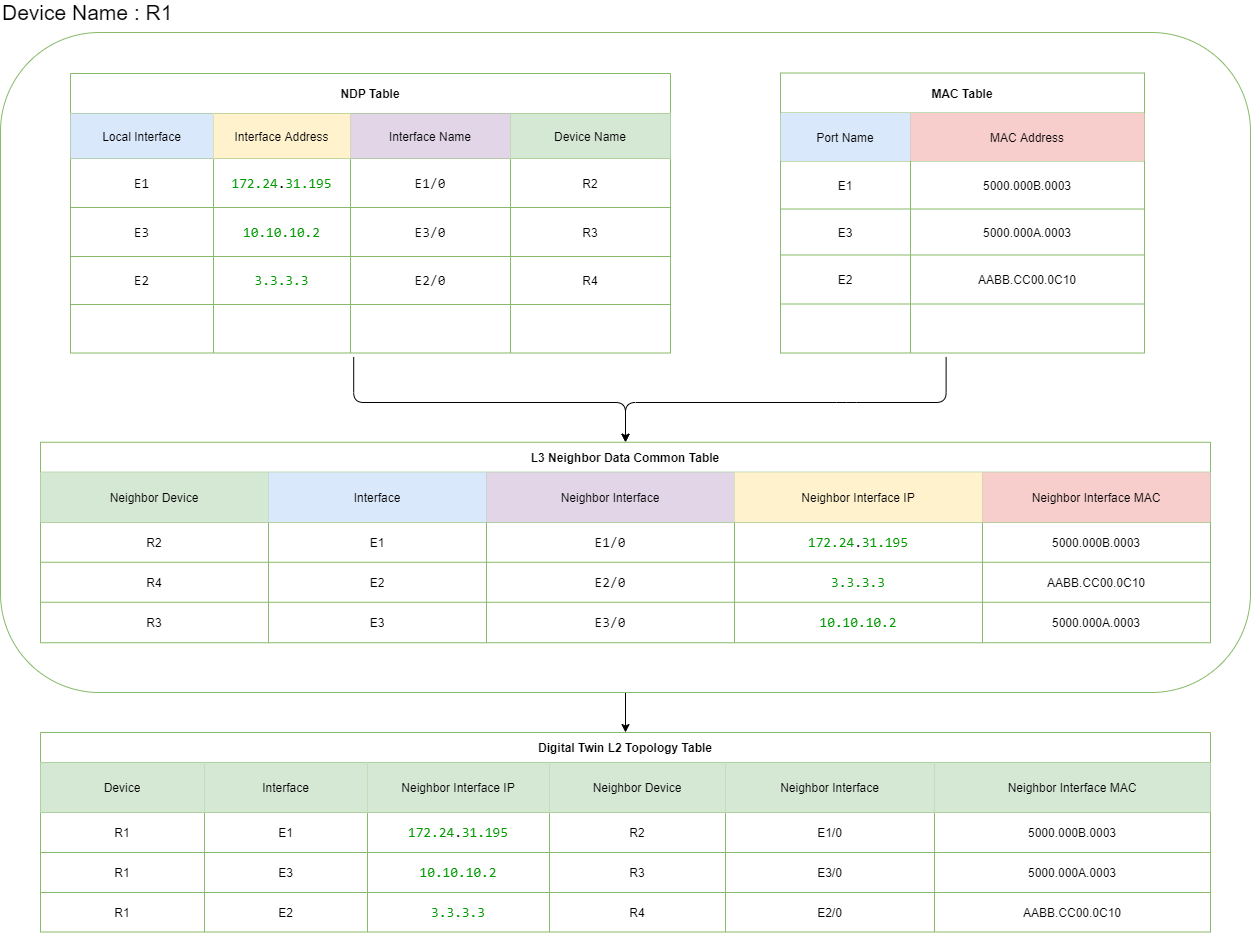 Device Name : R1
NDP Table
Local Interface Interface Address Interface Name Device Name
E1 172.24.31.195 E1/0 R2
E3 10.10.10.2 E3/0 R3
E2 3.3.3.3 E2/0 R4
MAC Table
Port Name MAC Address
E1 5000.000B.0003
E3 5000.000A.0003
E2 AABB.CC00.0C10
L3 Neighbor Data Common Table
Neighbor Device Interface Neighbor Interface Neighbor Interface IP Neighbor Interface MAC
R2 E1 E1/0 172.24.31.195 5000.000B.0003
R4 E2 E2/0 3.3.3.3 AABB.CC00.0C10
R3 E3 E3/0 10.10.10.2 5000.000A.0003
Digital Twin L2 Topology Table
Device Interface Neighbor Interface IP Neighbor Device Neighbor Interface Neighbor Interface MAC
R1 E1 172.24.31.195 R2 E1/0 5000.000B.0003
R1 E3 10.10.10.2 R3 E3/0 5000.000A.0003
R1 E2 3.3.3.3 R4 E2/0 AABB.CC00.0C10